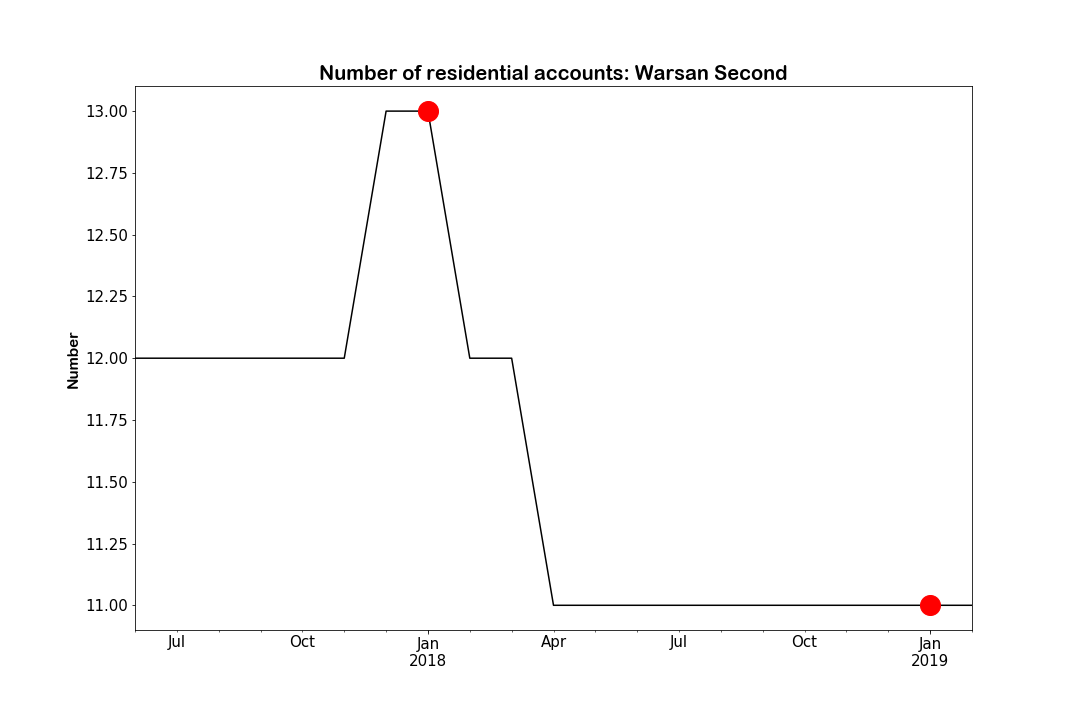 Number of residential accounts: Warsan Second
13.00
12.75
12.50
12.25
12.00
11.75
11.50
11.25
11.00
Number
Jul
Oct
Jan
2018
Apr
Jul
Oct
Jan
2019